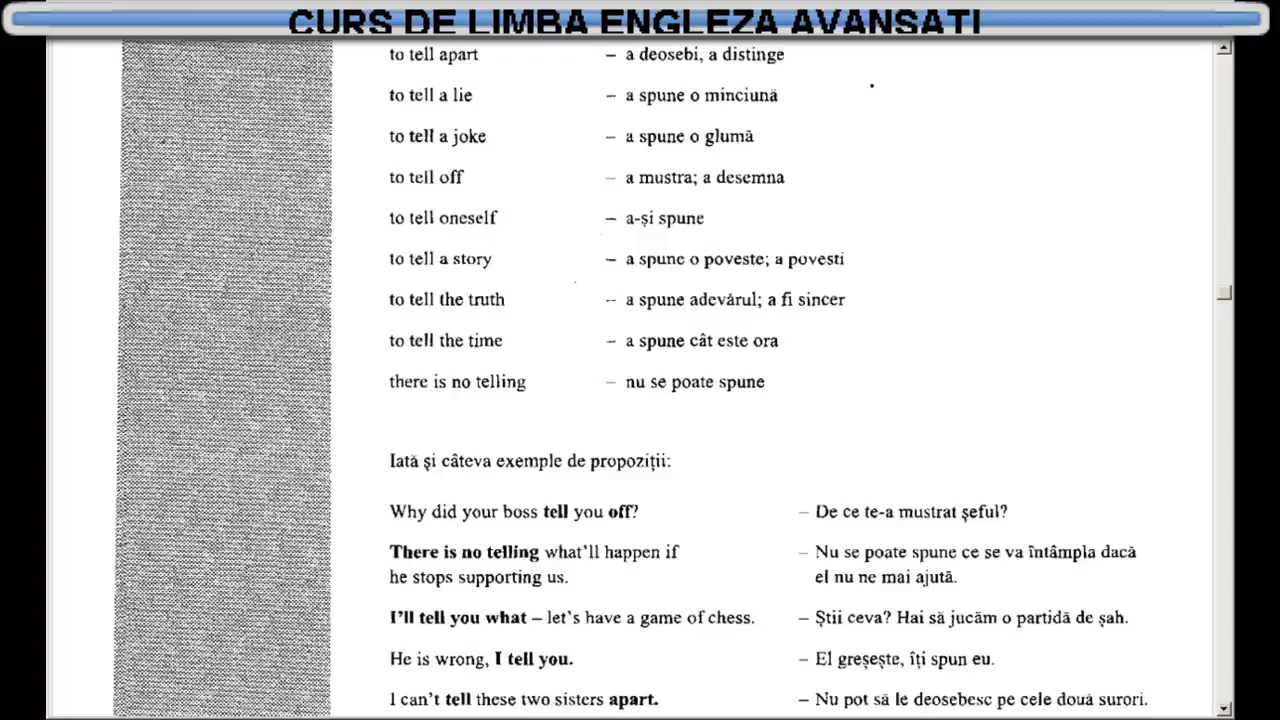 CURS DE LIMBA ENGLEZA AVANSATI
to tell apart – a deosebi, a distinge
to tell a lie – a spune o minciună
to tell a joke – a spune o glumă
to tell off – a mustra; a desemna
to tell oneself – a-și spune
to tell a story – a spune o poveste; a povesti
to tell the truth – a spune adevărul; a fi sincer
to tell the time – a spune cât este ora
there is no telling – nu se poate spune
Iată și câteva exemple de propoziții:
Why did your boss tell you off? – De ce te-a mustrat șeful?
There is no telling what'll happen if – Nu se poate spune ce se va întâmpla dacă
he stops supporting us. el nu ne mai ajută.
I'll tell you what – let's have a game of chess. – Știi ceva? Hai să jucăm o partidă de șah.
He is wrong, I tell you. – El greșește, îți spun eu.
I can't tell these two sisters apart. – Nu pot să le deosebesc pe cele două surori.